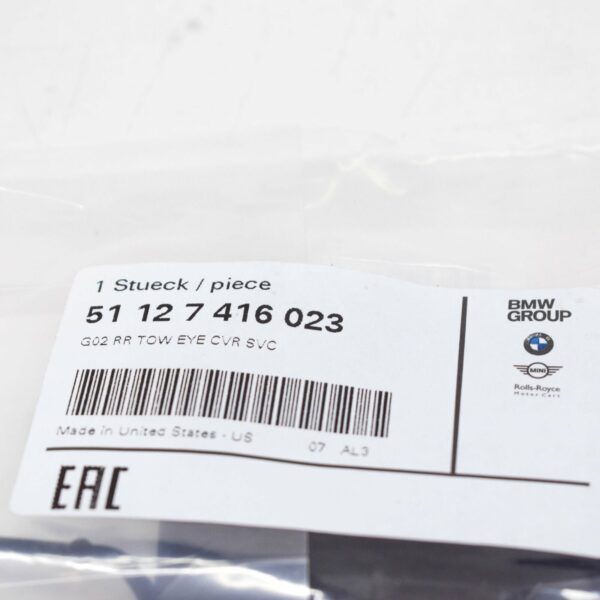 1 Stueck / piece
51 12 7 416 023
G02 RR TOW EYE CVR SVC
Made in United States - US 07 AL3
EAC
BMW
GROUP
MINI
Rolls-Royce
Motor Cars